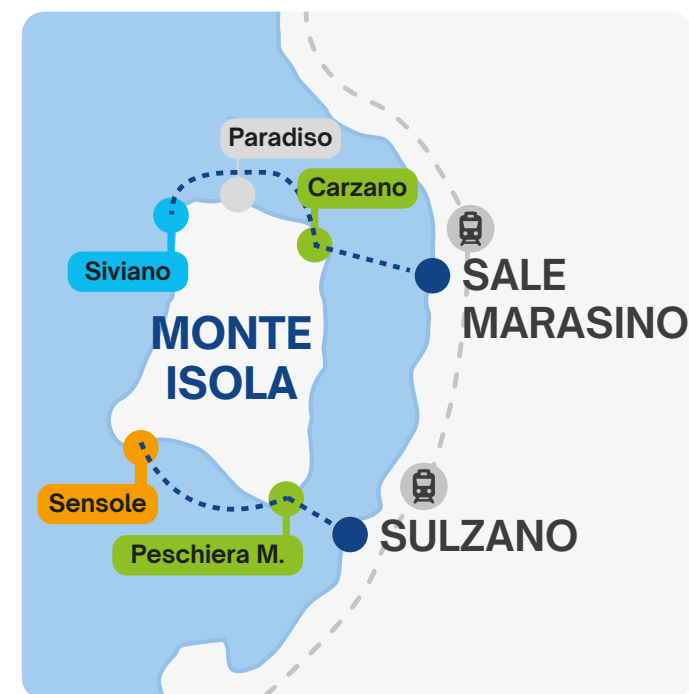 Paradiso
Carzano
Siviano
SALE
MARASINO
MONTE
ISOLA
Sensole
SULZANO
Peschiera M.